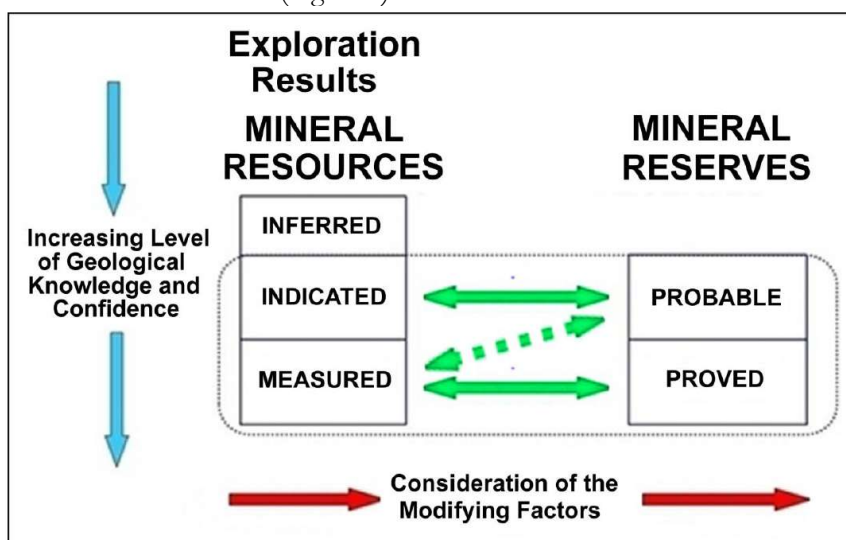 Exploration
Results
MINERAL
RESOURCES
MINERAL
RESERVES
INFERRED
Increasing Level
of Geological
Knowledge and
Confidence
INDICATED
PROBABLE
MEASURED
PROVED
Consideration of the
Modifying Factors